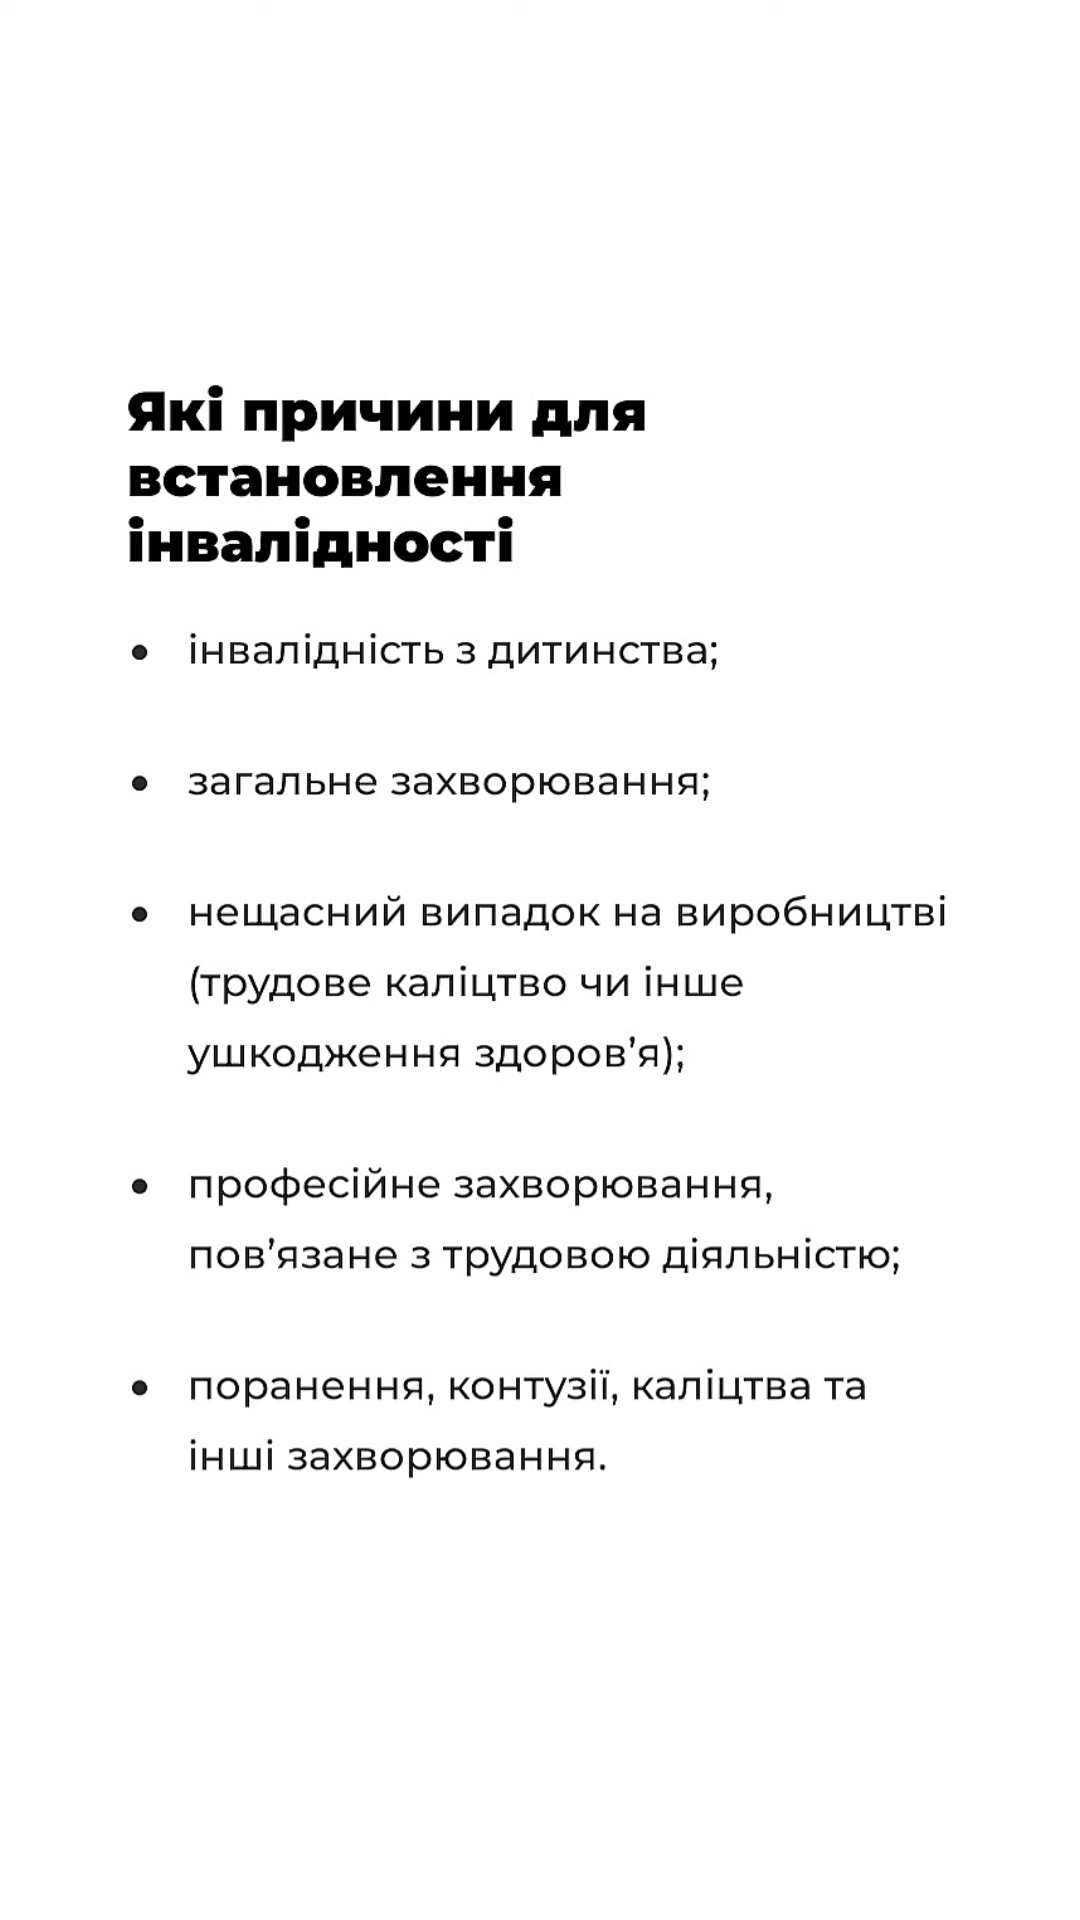 Які причини для
встановлення
інвалідності
• інвалідність з дитинства;
• загальне захворювання;
• нещасний випадок на виробництві
(трудове каліцтво чи інше
ушкодження здоров’я);
• професійне захворювання,
пов’язане з трудовою діяльністю;
• поранення, контузії, каліцтва та
інші захворювання.